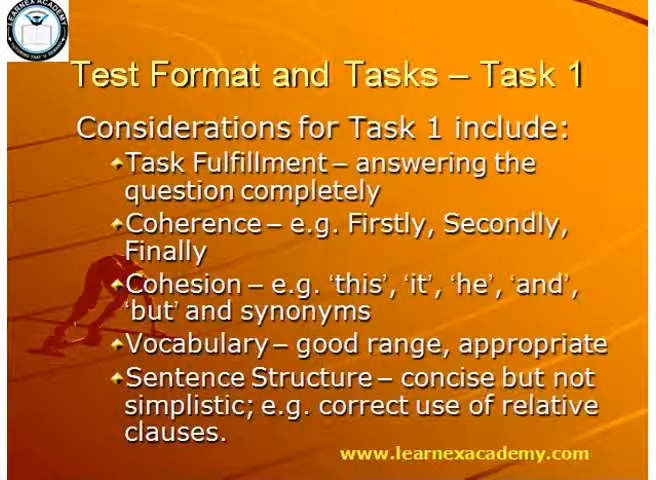 LEARNEX ACADEMY
Test Format and Tasks – Task 1
Considerations for Task 1 include:
Task Fulfillment – answering the
question completely
Coherence – e.g. Firstly, Secondly,
Finally
Cohesion – e.g. ‘this’, ‘it’, ‘he’, ‘and’,
‘but’ and synonyms
Vocabulary – good range, appropriate
Sentence Structure – concise but not
simplistic; e.g. correct use of relative
clauses.
www.learnexacademy.com